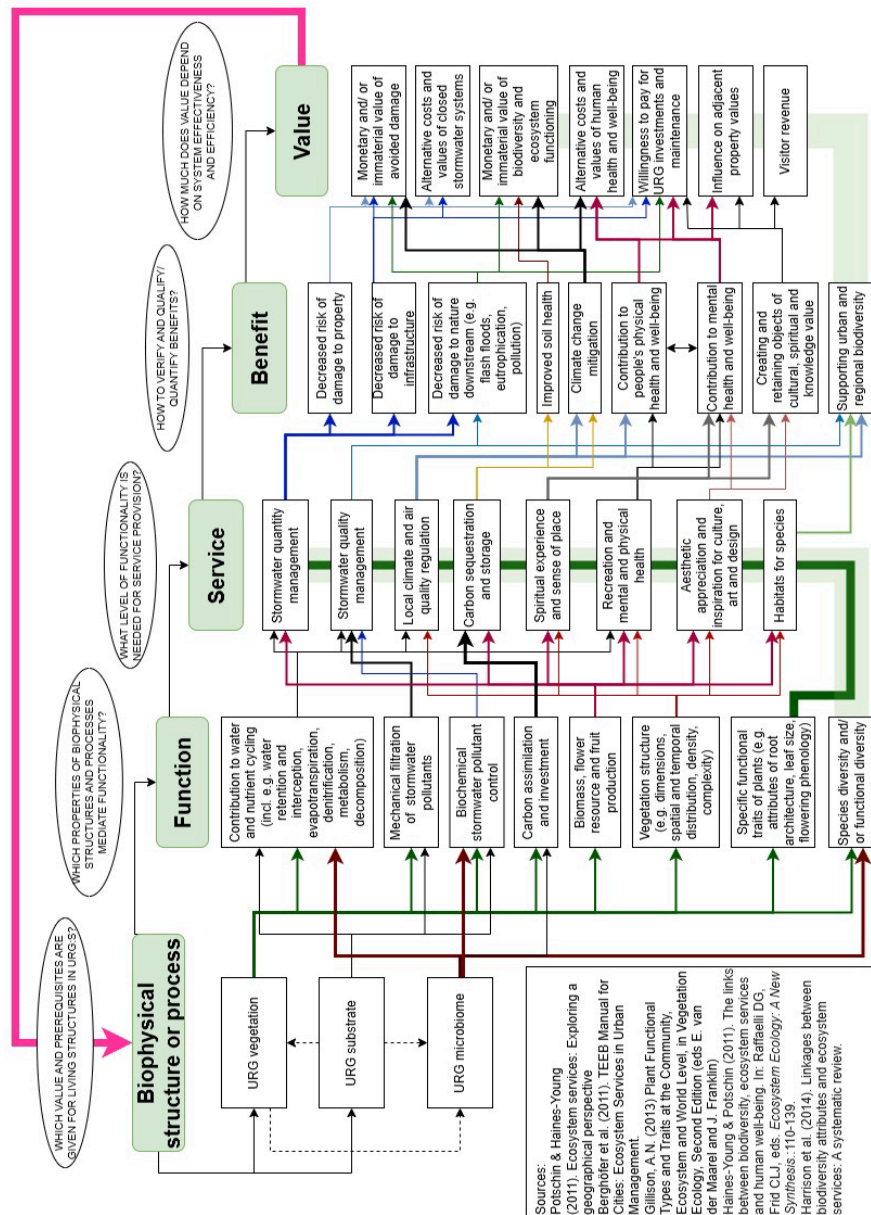 WHICH VALUE AND PREREQUISITES ARE
GIVEN FOR LIVING STRUCTURES IN URG:S?
WHICH PROPERTIES OF BIOPHYSICAL
STRUCTURES AND PROCESSES
MEDIATE FUNCTIONALITY?
WHAT LEVEL OF FUNCTIONALITY IS
NEEDED FOR SERVICE PROVISION?
HOW TO VERIFY AND QUALIFY/
QUANTIFY BENEFITS?
HOW MUCH DOES VALUE DEPEND
ON SYSTEM EFFECTIVENESS
AND EFFICIENCY?
Biophysical
structure or process
Function
Service
Benefit
Value
URG vegetation
URG substrate
URG microbiome
Contribution to water
and nutrient cycling
(incl. e.g. water
retention and
interception,
evapotranspiration,
denitrification,
metabolism,
decomposition)
Mechanical filtration
of stormwater
pollutants
Biochemical
stormwater pollutant
control
Carbon assimilation
and investment
Biomass, flower
resource and fruit
production
Vegetation structure
(e.g. dimensions,
spatial and temporal
distribution, density,
complexity)
Specific functional
traits of plants (e.g.
attributes of root
architecture, leaf size,
flowering phenology)
Species diversity and/
or functional diversity
Stormwater quantity
management
Stormwater quality
management
Local climate and air
quality regulation
Carbon sequestration
and storage
Spiritual experience
and sense of place
Recreation and
mental and physical
health
Aesthetic
appreciation and
inspiration for culture,
art and design
Habitats for species
Decreased risk of
damage to property
Decreased risk of
damage to
infrastructure
Decreased risk of
damage to nature
downstream (e.g.
flash floods,
eutrophication,
pollution)
Improved soil health
Climate change
mitigation
Contribution to
people's physical
health and well-being
Contribution to mental
health and well-being
Creating and
retaining objects of
cultural, spiritual and
knowledge value
Supporting urban and
regional biodiversity
Monetary and/ or
immaterial value of
avoided damage
Alternative costs and
values of closed
stormwater systems
Monetary and/ or
immaterial value of
biodiversity and
ecosystem
functioning
Alternative costs and
values of human
health and well-being
Willingness to pay for
URG investments and
maintenance
Influence on adjacent
property values
Visitor revenue
Sources:
Potschin & Haines-Young
(2011). Ecosystem services: Exploring a
geographical perspective
Berghöfer et al. (2011). TEEB Manual for
Cities: Ecosystem Services in Urban
Management.
Gillison, A.N. (2013) Plant Functional
Types and Traits at the Community,
Ecosystem and World Level, in Vegetation
Ecology, Second Edition (eds E. van
der Maarel and J. Franklin)
Haines-Young & Potschin (2011). The links
between biodiversity, ecosystem services
and human well-being. In: Raffaelli DG,
Frid CLJ, eds. Ecosystem Ecology: A New
Synthesis.:110-139.
Harrison et al. (2014). Linkages between
biodiversity attributes and ecosystem
services: A systematic review.